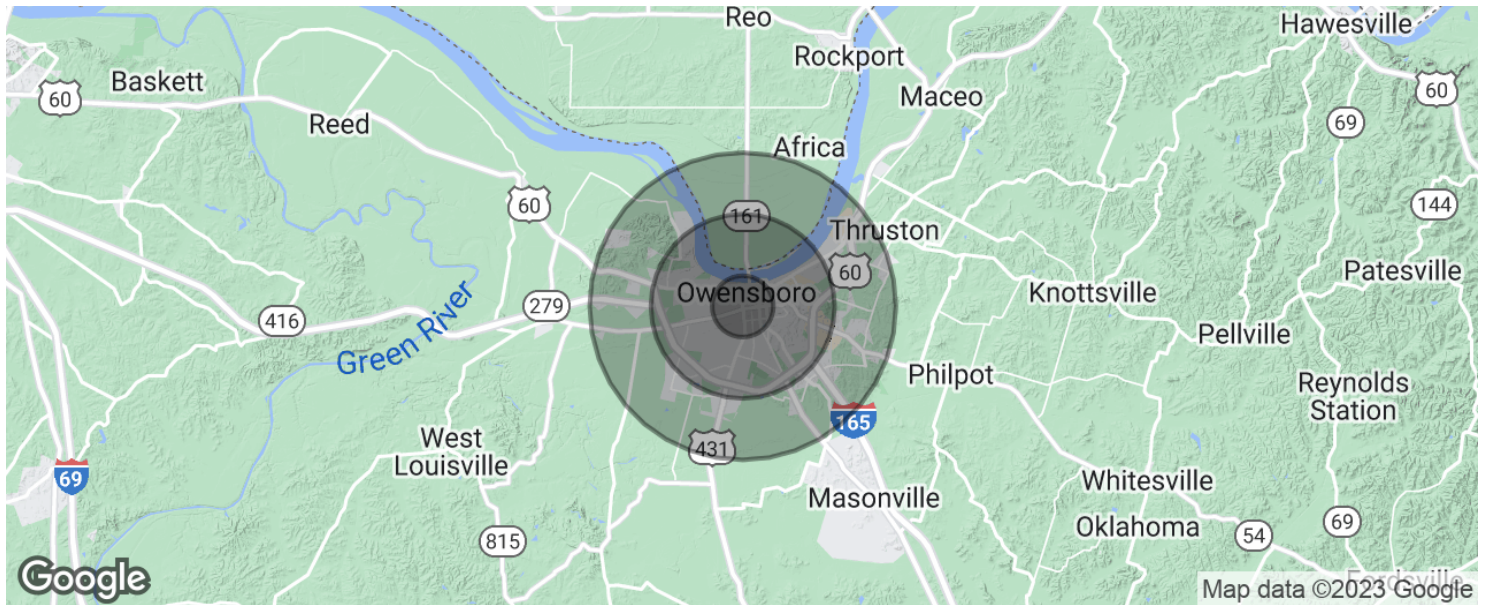 Reo
Hawesville
Rockport
Baskett
60
60
Maceo
Reed
69
Africa
60
161
144
Thruston
60
Patesville
Owensboro
Knottsville
279
416
Green River
Pellville
Philpot
Reynolds
Station
165
West
Louisville
431
69
Whitesville
Masonville
Oklahoma
69
54
815
Google
Fordsville
Map data ©2023 Google